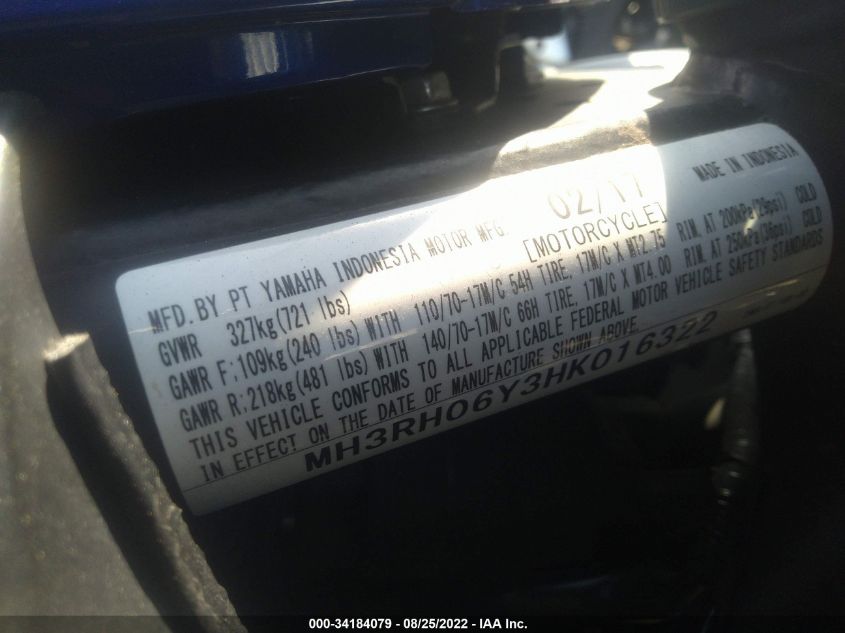 MFD. BY PT YAMAHA INDONESIA MOTOR MFG. 02/17 MADE IN INDONESIA
GVWR 327kg(721 lbs) [MOTORCYCLE]
GAWR F;109kg(240 lbs) WITH 110/70-17M/C 54H TIRE, 17M/C X MT2.75 RIM. AT 200kPa(29psi) COLD
GAWR R;218kg(481 lbs) WITH 140/70-17M/C 66H TIRE, 17M/C X MT4.00 RIM. AT 250kPa(36psi) COLD
THIS VEHICLE CONFORMS TO ALL APPLICABLE FEDERAL MOTOR VEHICLE SAFETY STANDARDS
IN EFFECT ON THE DATE OF MANUFACTURE SHOWN ABOVE.
MH3RH06Y3HK016322
000-34184079 - 08/25/2022 - IAA Inc.